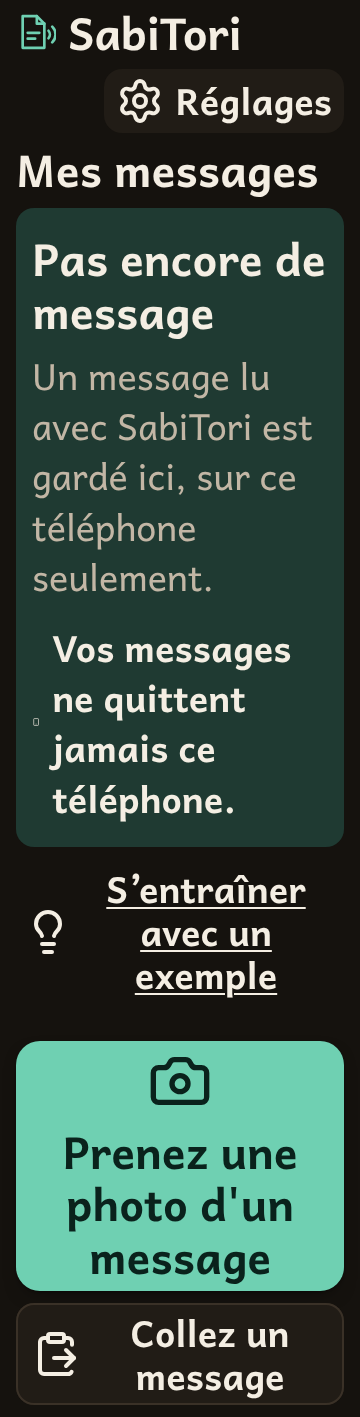 SabiTori
Réglages
Mes messages
Pas encore de
message
Un message lu
avec SabiTori est
gardé ici, sur ce
téléphone
seulement.
Vos messages
ne quittent
jamais ce
téléphone.
S’entraîner
avec un
exemple
Prenez une
photo d'un
message
Collez un
message